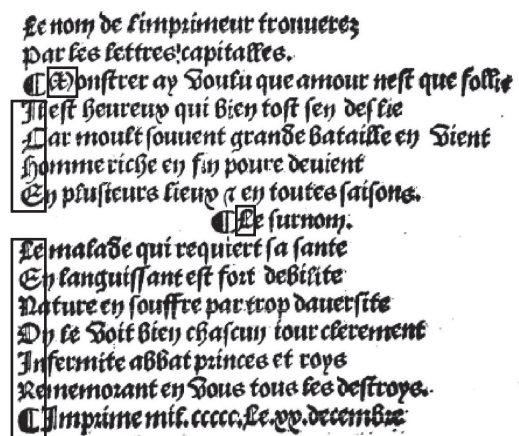 Le nom de Limprimeur trouuerez
Par les lettres capitalles.
¶ Monstrer ay voulu que amour nest que follie
Il est heureux qui bien tost sen deslie
Car moult souuent grande bataille en vient
Homme riche en fin poure deuient
En plusieurs lieux ⁊ en toutes saisons.
¶ Le surnom.
Le malade qui requiert sa sante
En languissant est fort debilite
Nature en souffre par trop dauersite
On le voit bien chascun iour clerement
Infermite abbat princes et roys
Rememorant en vous tous les destroys.
¶ Imprime mil. ccccc. Le. xx. decembre